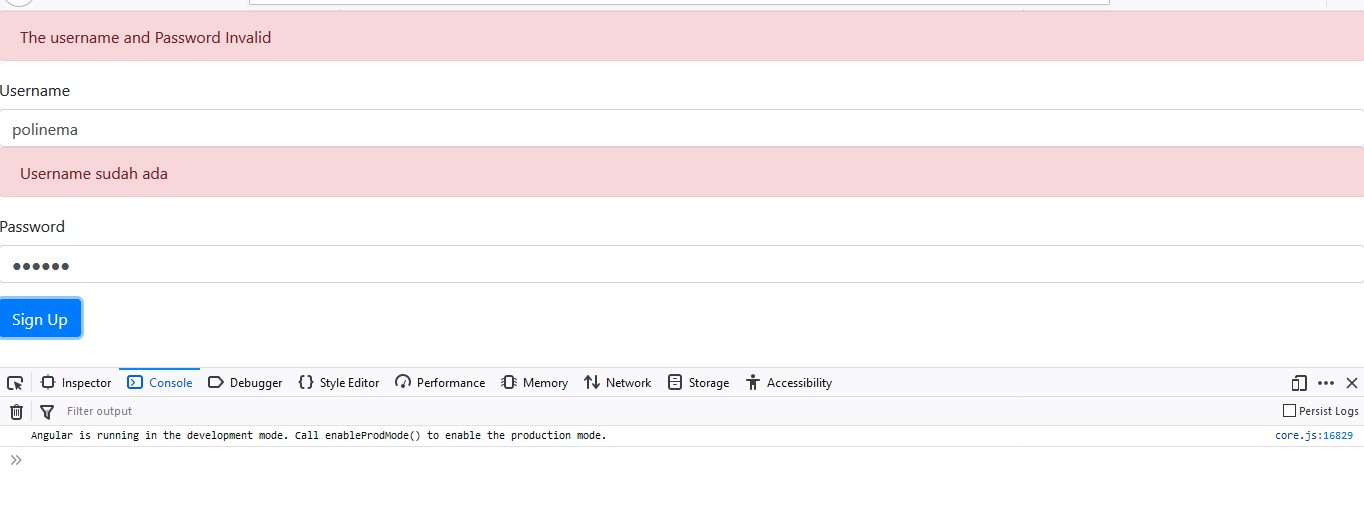 The username and Password Invalid
Username
polinema
Username sudah ada
Password
Sign Up
Inspector Console Debugger Style Editor Performance Memory Network Storage Accessibility
Filter output Persist Logs
Angular is running in the development mode. Call enableProdMode() to enable the production mode. core.js:16829